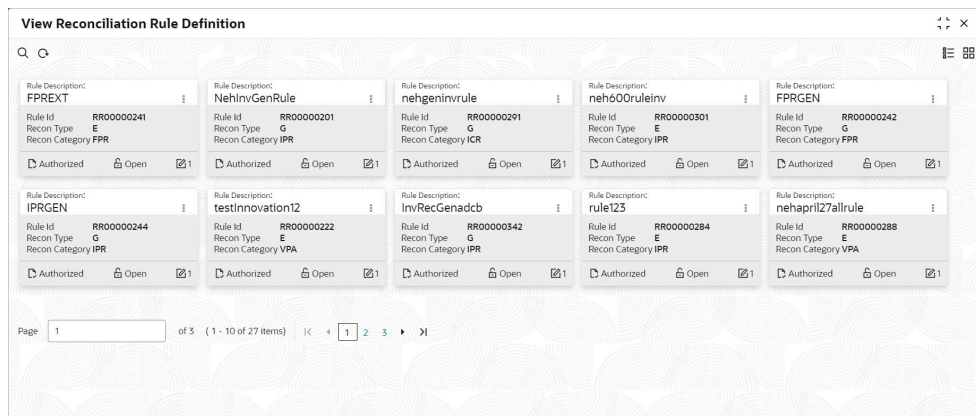 View Reconciliation Rule Definition
Rule Description:
FPREXT
Rule Id RR00000241
Recon Type E
Recon Category FPR
Authorized Open 1
Rule Description:
NehInvGenRule
Rule Id RR00000201
Recon Type G
Recon Category IPR
Authorized Open 1
Rule Description:
nehgeninvrule
Rule Id RR00000291
Recon Type G
Recon Category ICR
Authorized Open 1
Rule Description:
neh600ruleinv
Rule Id RR00000301
Recon Type E
Recon Category IPR
Authorized Open 1
Rule Description:
FPRGEN
Rule Id RR00000242
Recon Type G
Recon Category FPR
Authorized Open 1
Rule Description:
IPRGEN
Rule Id RR00000244
Recon Type G
Recon Category IPR
Authorized Open 1
Rule Description:
testInnovation12
Rule Id RR00000222
Recon Type E
Recon Category VPA
Authorized Open 1
Rule Description:
InvRecGenadcb
Rule Id RR00000342
Recon Type G
Recon Category IPR
Authorized Open 1
Rule Description:
rule123
Rule Id RR00000284
Recon Type E
Recon Category IPR
Authorized Open 1
Rule Description:
nehapril27allrule
Rule Id RR00000288
Recon Type E
Recon Category VPA
Authorized Open 1
Page 1 of 3 (1 - 10 of 27 items) 1 2 3